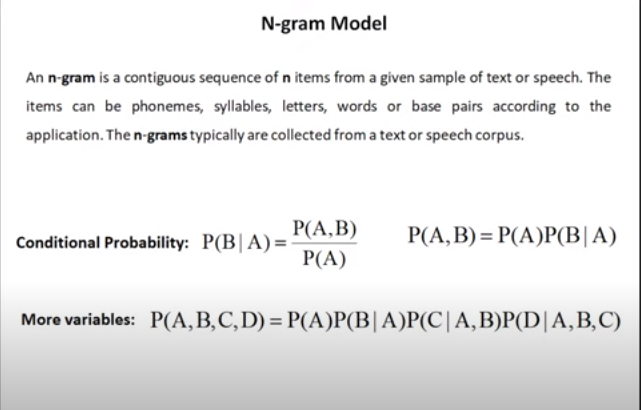 N-gram Model
An n-gram is a contiguous sequence of n items from a given sample of text or speech. The
items can be phonemes, syllables, letters, words or base pairs according to the
application. The n-grams typically are collected from a text or speech corpus.
Conditional Probability: P(B | A) = P(A,B) / P(A) P(A,B) = P(A)P(B | A)
More variables: P(A,B,C,D) = P(A)P(B | A)P(C | A,B)P(D | A,B,C)